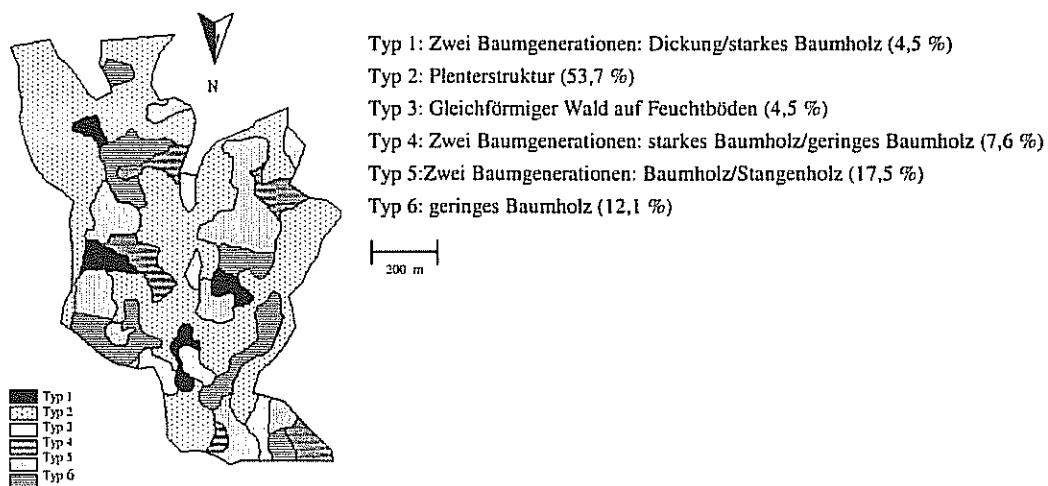 N
Typ 1: Zwei Baumgenerationen: Dickung/starkes Baumholz (4,5 %)
Typ 2: Plenterstruktur (53,7 %)
Typ 3: Gleichförmiger Wald auf Feuchtböden (4,5 %)
Typ 4: Zwei Baumgenerationen: starkes Baumholz/geringes Baumholz (7,6 %)
Typ 5:Zwei Baumgenerationen: Baumholz/Stangenholz (17,5 %)
Typ 6: geringes Baumholz (12,1 %)
200 m
Typ 1
Typ 2
Typ 3
Typ 4
Typ 5
Typ 6